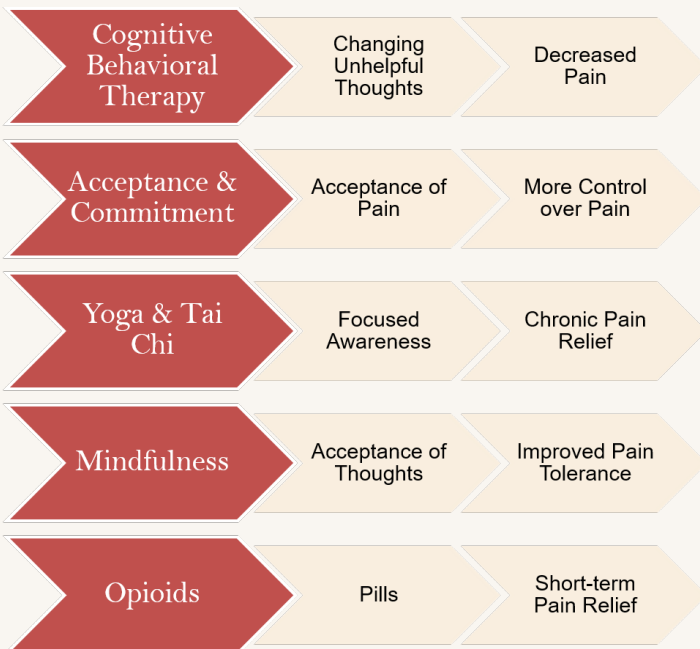 Cognitive
Behavioral
Therapy
Changing
Unhelpful
Thoughts
Decreased
Pain
Acceptance &
Commitment
Acceptance of
Pain
More Control
over Pain
Yoga & Tai
Chi
Focused
Awareness
Chronic Pain
Relief
Mindfulness
Acceptance of
Thoughts
Improved Pain
Tolerance
Opioids
Pills
Short-term
Pain Relief